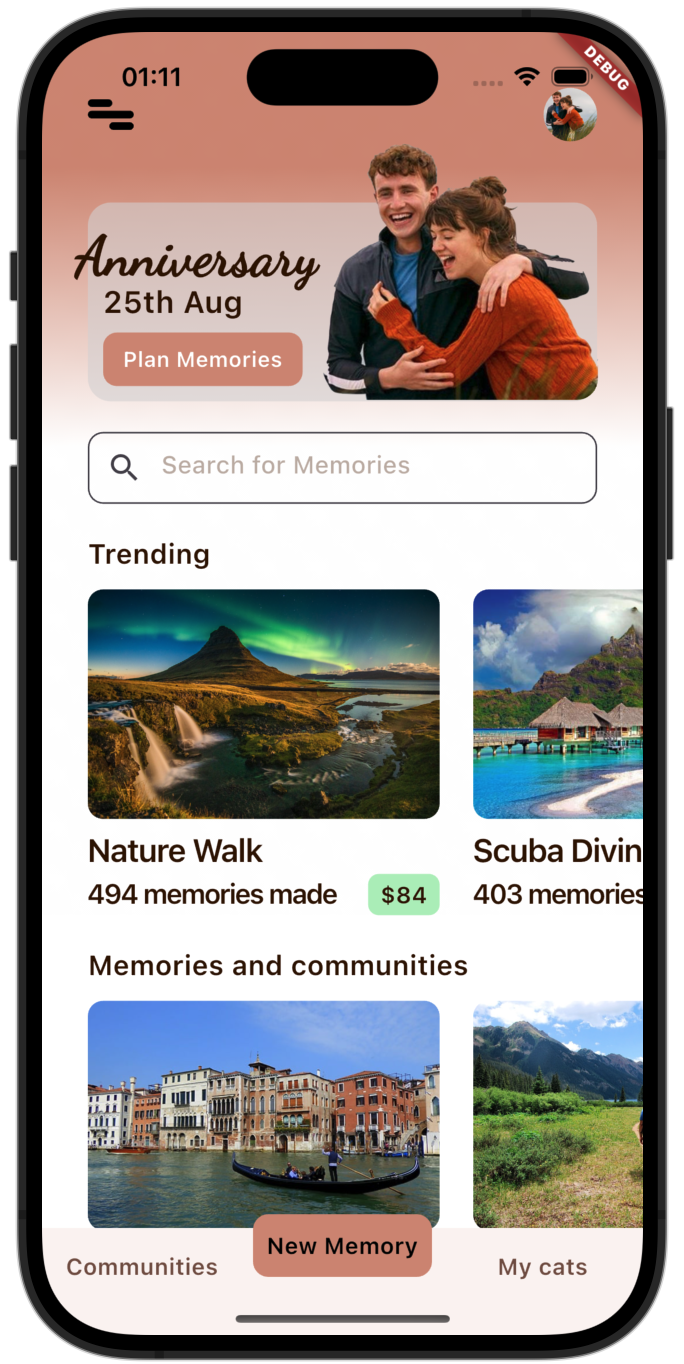 01:11
DEBUG
Anniversary
25th Aug
Plan Memories
Search for Memories
Trending
Nature Walk
494 memories made
$84
Scuba Divin
403 memories
Memories and communities
Communities
New Memory
My cats